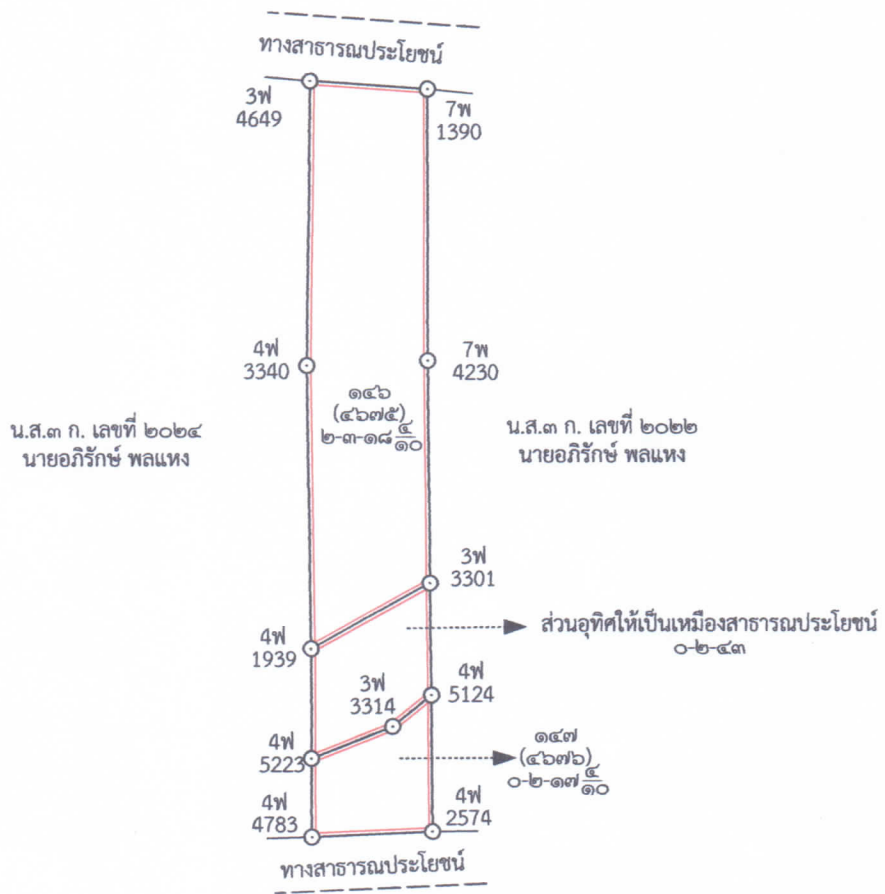 ทางสาธารณประโยชน์
3ฟ
4649
7พ
1390
4ฟ
3340
7พ
4230
๑๔๖
(๔๖๗๕)
๒-๓-๑๘ ๔/๑๐
น.ส.๓ ก. เลขที่ ๒๐๒๔
นายอภิรักษ์ พลแหง
น.ส.๓ ก. เลขที่ ๒๐๒๒
นายอภิรักษ์ พลแหง
3ฟ
3301
ส่วนอุทิศให้เป็นเหมืองสาธารณประโยชน์
๐-๒-๔๓
4ฟ
1939
3ฟ
3314
4ฟ
5124
4ฟ
5223
๑๔๗
(๔๖๗๖)
๐-๒-๑๗ ๔/๑๐
4ฟ
4783
4ฟ
2574
ทางสาธารณประโยชน์